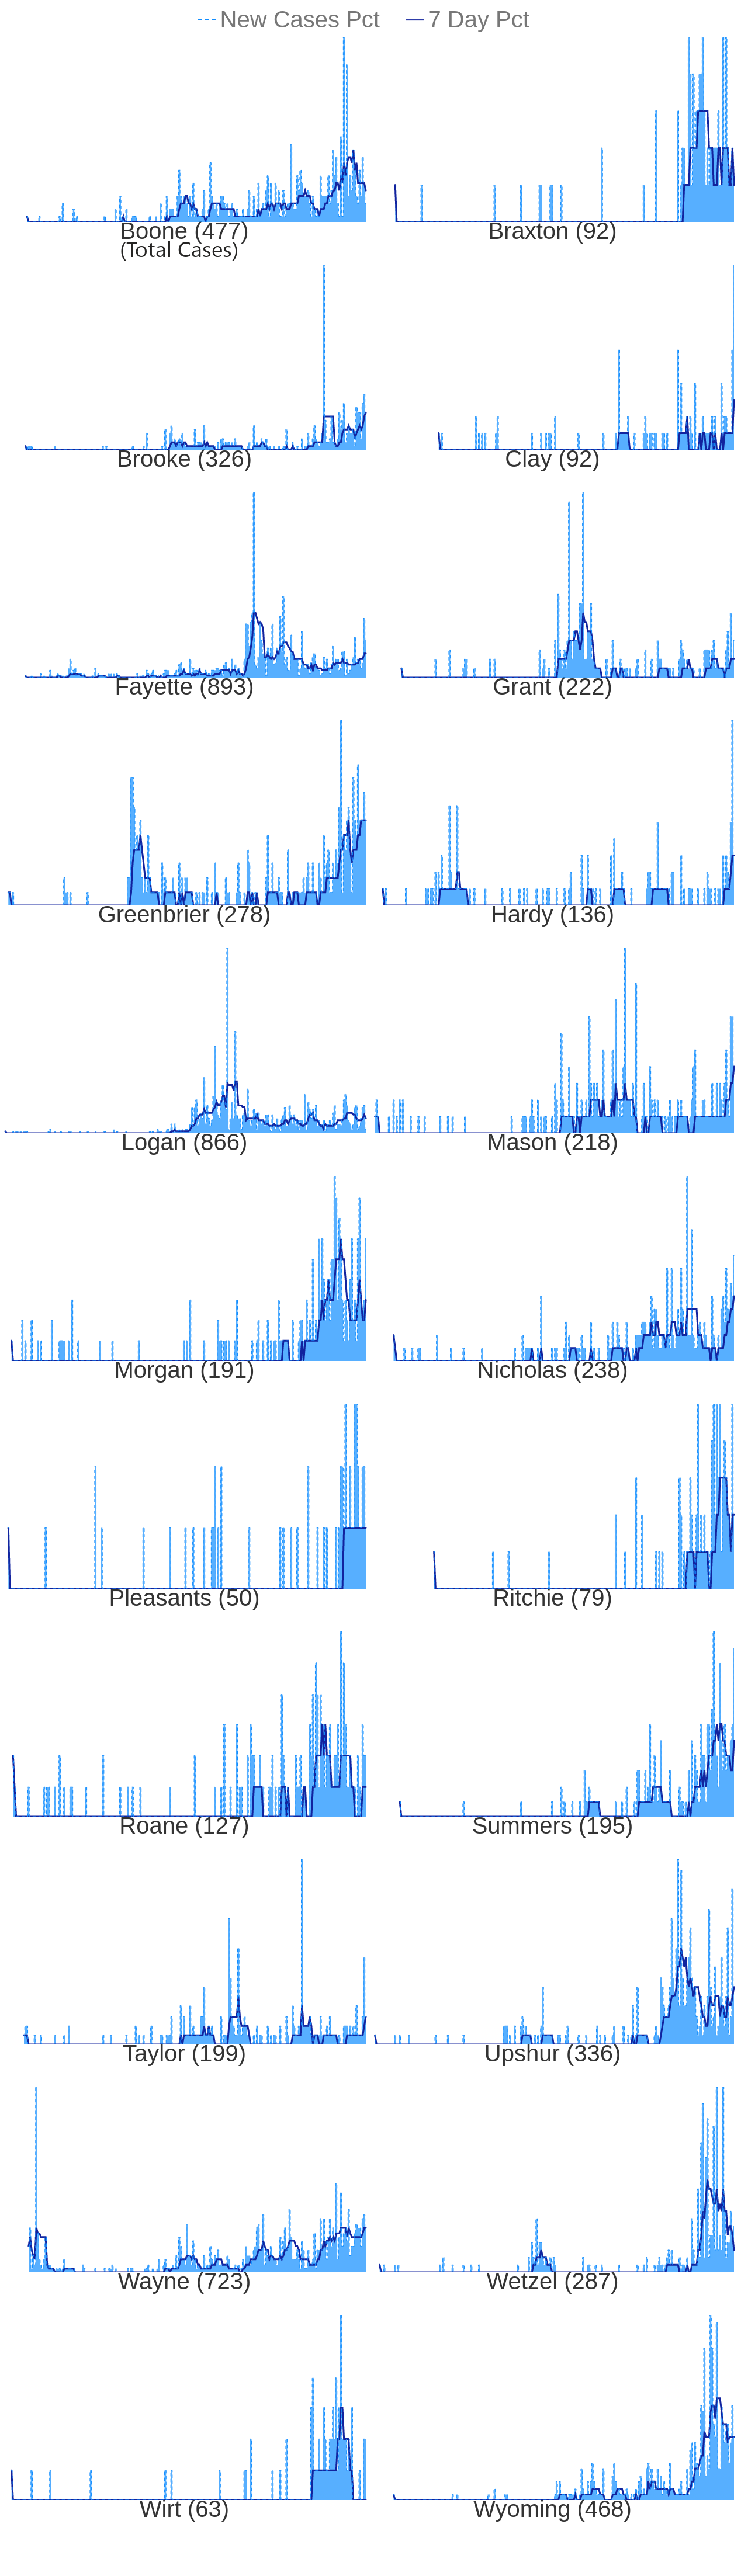 New Cases Pct 7 Day Pct
Boone (477) Braxton (92)
(Total Cases)
Brooke (326) Clay (92)
Fayette (893) Grant (222)
Greenbrier (278) Hardy (136)
Logan (866) Mason (218)
Morgan (191) Nicholas (238)
Pleasants (50) Ritchie (79)
Roane (127) Summers (195)
Taylor (199) Upshur (336)
Wayne (723) Wetzel (287)
Wirt (63) Wyoming (468)